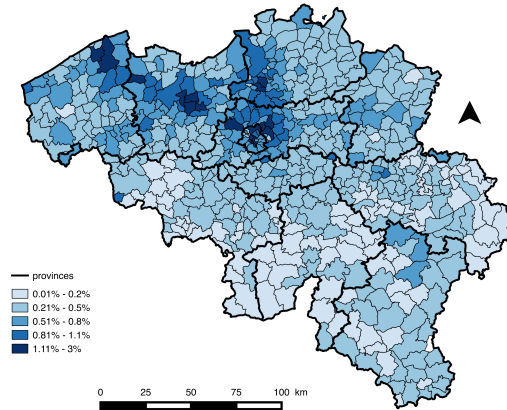 provinces
0.01% - 0.2%
0.21% - 0.5%
0.51% - 0.8%
0.81% - 1.1%
1.11% - 3%
0 25 50 75 100 km